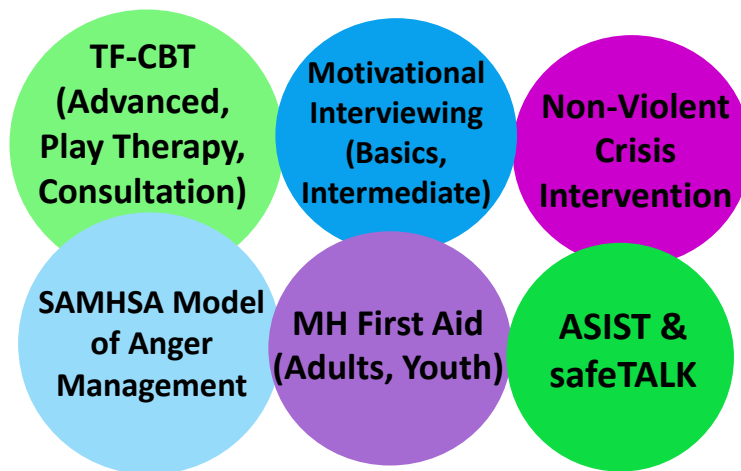 TF-CBT
(Advanced,
Play Therapy,
Consultation)
Motivational
Interviewing
(Basics,
Intermediate)
Non-Violent
Crisis
Intervention
SAMHSA Model
of Anger
Management
MH First Aid
(Adults, Youth)
ASIST &
safeTALK